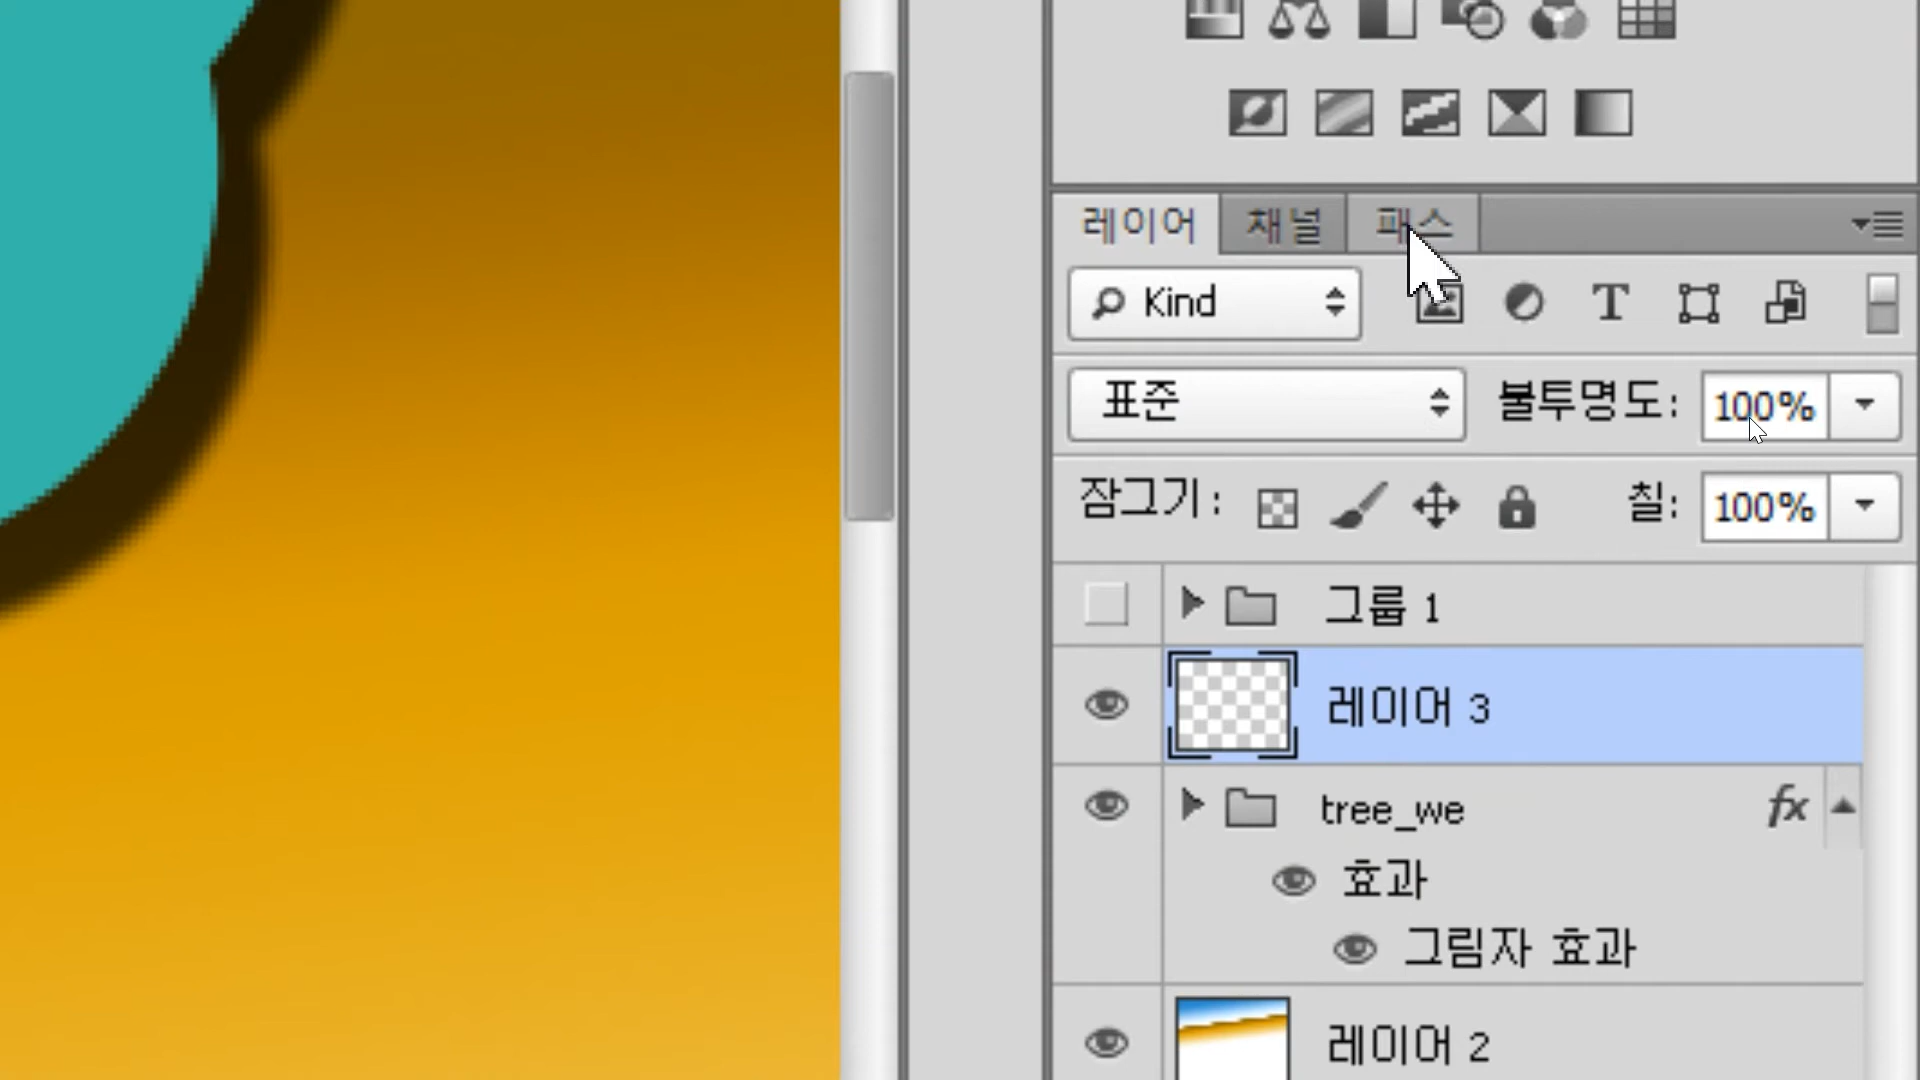 레이어 채널 패스
Kind T
표준 불투명도: 100%
잠그기: 칠: 100%
그룹 1
레이어 3
tree_we fx
효과
그림자 효과
레이어 2